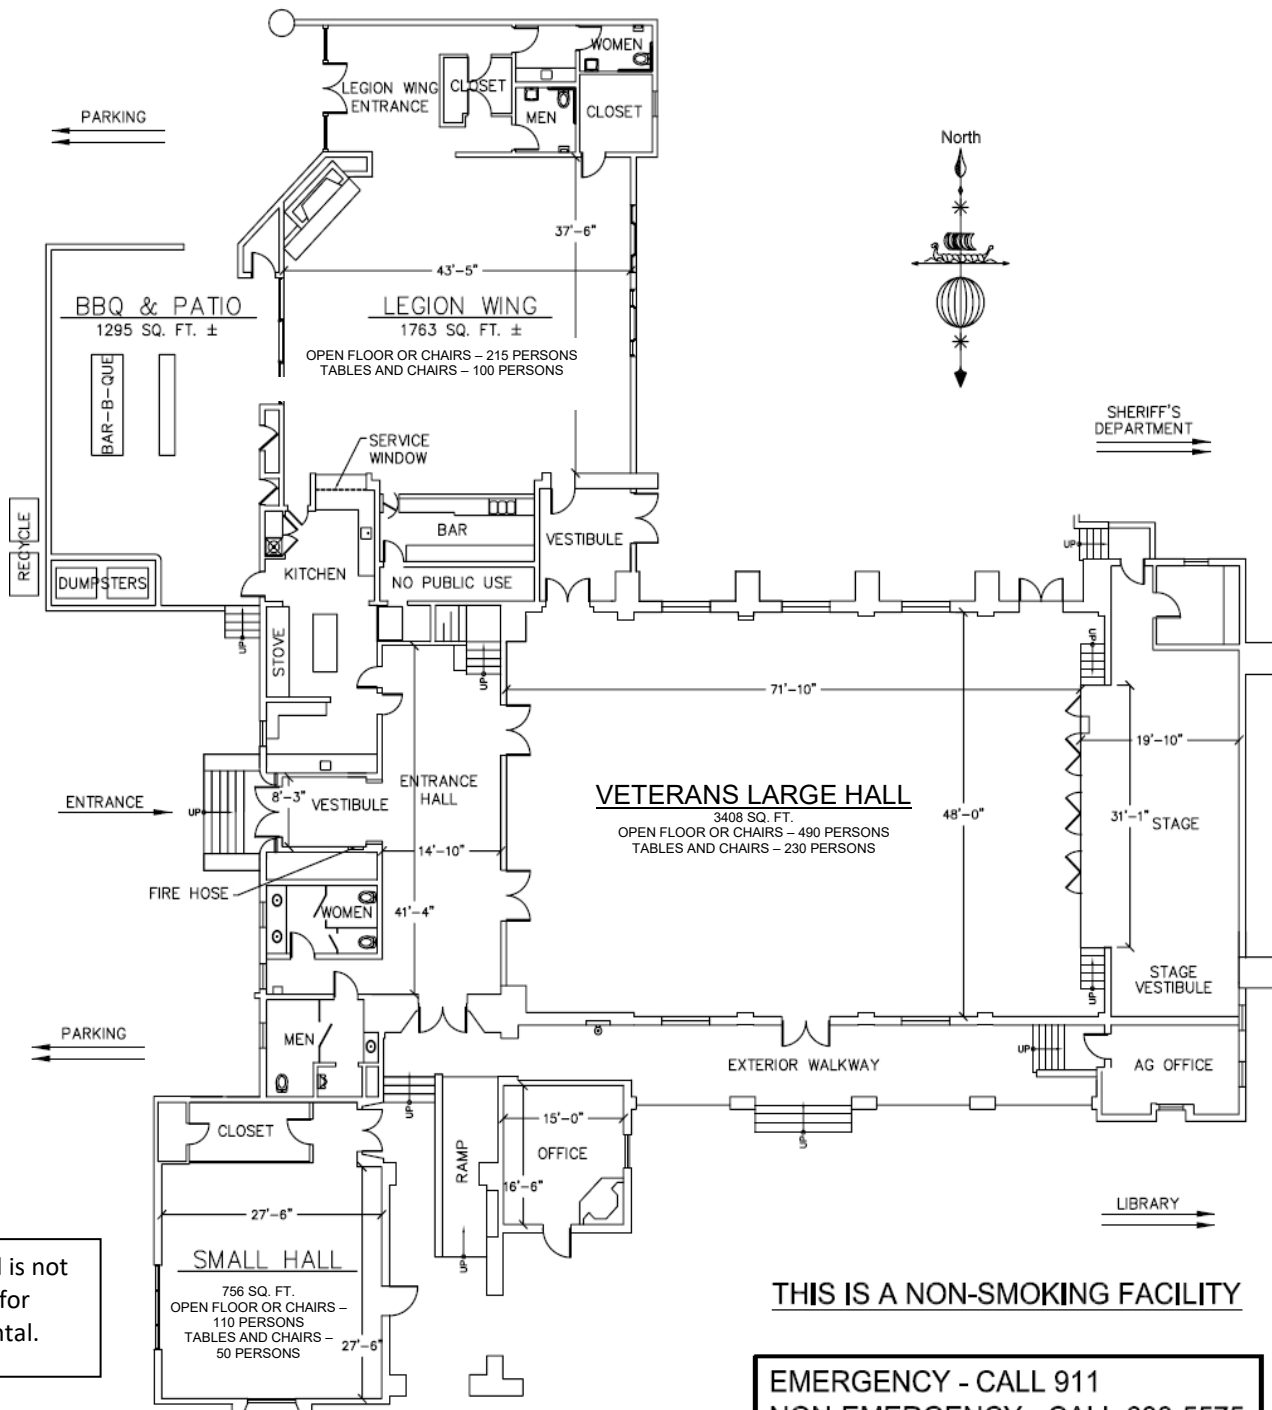 WOMEN
LEGION WING
ENTRANCE
CLOSET
MEN
CLOSET
PARKING
North
37'-6"
43'-5"
BBQ & PATIO
1295 SQ. FT. ±
LEGION WING
1763 SQ. FT. ±
OPEN FLOOR OR CHAIRS – 215 PERSONS
TABLES AND CHAIRS – 100 PERSONS
BAR-B-QUE
SHERIFF'S
DEPARTMENT
SERVICE
WINDOW
RECYCLE
DUMPSTERS
BAR
VESTIBULE
KITCHEN
NO PUBLIC USE
UP
UP
STOVE
UP
UP
71'-10"
19'-10"
ENTRANCE
UP
8'-3"
VESTIBULE
ENTRANCE
HALL
VETERANS LARGE HALL
3408 SQ. FT.
OPEN FLOOR OR CHAIRS – 490 PERSONS
TABLES AND CHAIRS – 230 PERSONS
48'-0"
31'-1"
STAGE
14'-10"
FIRE HOSE
WOMEN
41'-4"
STAGE
VESTIBULE
UP
PARKING
MEN
EXTERIOR WALKWAY
UP
AG OFFICE
UP
UP
CLOSET
15'-0"
OFFICE
RAMP
16'-6"
27'-6"
LIBRARY
UP
SMALL HALL
756 SQ. FT.
OPEN FLOOR OR CHAIRS –
110 PERSONS
TABLES AND CHAIRS –
50 PERSONS
27'-6"
is not
for
THIS IS A NON-SMOKING FACILITY
EMERGENCY - CALL 911